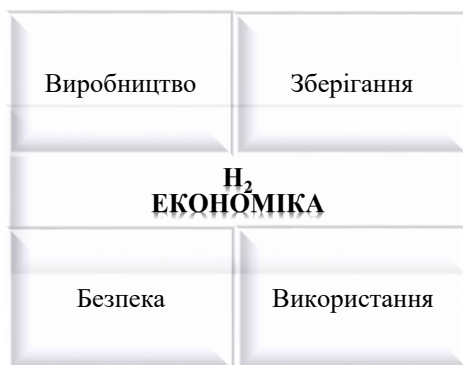 Виробництво
Зберігання
H₂
ЕКОНОМІКА
Безпека
Використання